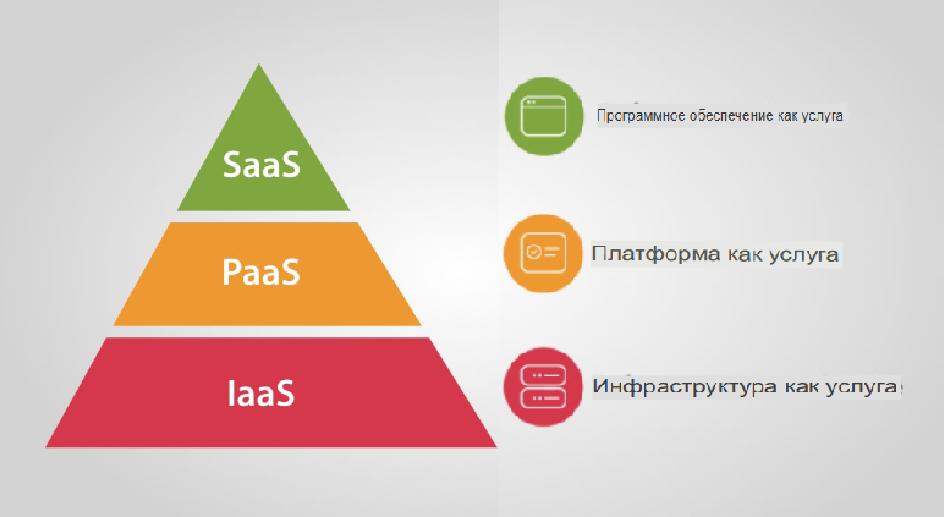 SaaS
Программное обеспечение как услуга
PaaS
Платформа как услуга
IaaS
Инфраструктура как услуга